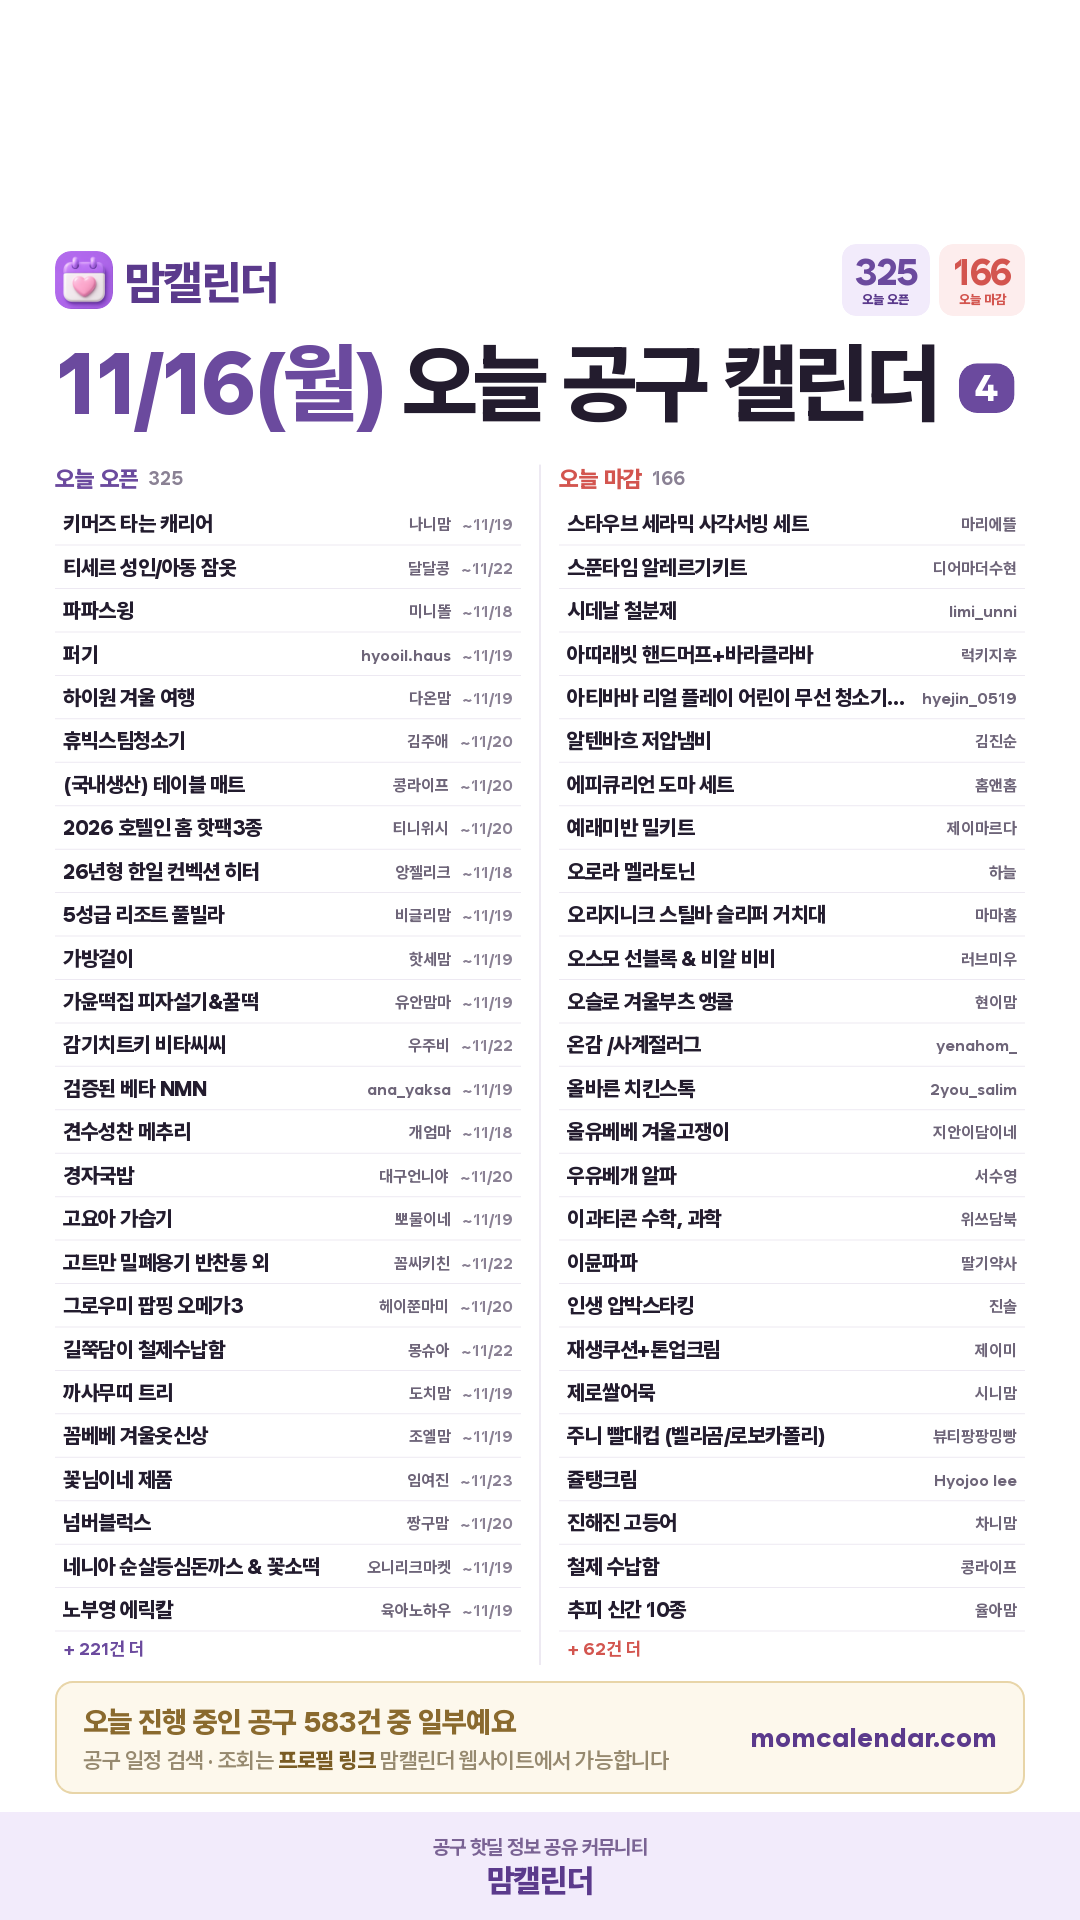 맘캘린더
325
오늘 오픈
166
오늘 마감
11/16(월) 오늘 공구 캘린더 4
오늘 오픈 325
키머즈 타는 캐리어 나니맘 ~11/19
티세르 성인/아동 잠옷 달달콩 ~11/22
파파스윙 미니똘 ~11/18
퍼기 hyooil.haus ~11/19
하이원 겨울 여행 다온맘 ~11/19
휴빅스팀청소기 김주애 ~11/20
(국내생산) 테이블 매트 콩라이프 ~11/20
2026 호텔인 홈 핫팩3종 티니위시 ~11/20
26년형 한일 컨벡션 히터 앙젤리크 ~11/18
5성급 리조트 풀빌라 비글리맘 ~11/19
가방걸이 핫세맘 ~11/19
가윤떡집 피자설기&꿀떡 유안맘마 ~11/19
감기치트키 비타씨씨 우주비 ~11/22
검증된 베타 NMN ana_yaksa ~11/19
견수성찬 메추리 개엄마 ~11/18
경자국밥 대구언니야 ~11/20
고요아 가습기 뽀물이네 ~11/19
고트만 밀폐용기 반찬통 외 꼼씨키친 ~11/22
그로우미 팝핑 오메가3 헤이쭌마미 ~11/20
길쭉담이 철제수납함 몽슈아 ~11/22
까사무띠 트리 도치맘 ~11/19
꼼베베 겨울옷신상 조엘맘 ~11/19
꽃님이네 제품 임여진 ~11/23
넘버블럭스 짱구맘 ~11/20
네니아 순살등심돈까스 & 꽃소떡 오니리크마켓 ~11/19
노부영 에릭칼 육아노하우 ~11/19
+ 221건 더
오늘 마감 166
스타우브 세라믹 사각서빙 세트 마리에뜰
스푼타임 알레르기키트 디어마더수현
시데날 철분제 limi_unni
아띠래빗 핸드머프+바라클라바 럭키지후
아티바바 리얼 플레이 어린이 무선 청소기... hyejin_0519
알텐바흐 저압냄비 김진순
에피큐리언 도마 세트 홈앤홈
예래미반 밀키트 제이마르다
오로라 멜라토닌 하늘
오리지니크 스틸바 슬리퍼 거치대 마마홈
오스모 선블록 & 비알 비비 러브미우
오슬로 겨울부츠 앵콜 현이맘
온감 /사계절러그 yenahom_
올바른 치킨스톡 2you_salim
올유베베 겨울고쟁이 지안이담이네
우유베개 알파 서수영
이과티콘 수학, 과학 위쓰담북
이뮨파파 딸기약사
인생 압박스타킹 진솔
재생쿠션+톤업크림 제이미
제로쌀어묵 시니맘
주니 빨대컵 (벨리곰/로보카폴리) 뷰티팡팡밍빵
쥴탱크림 Hyojoo lee
진해진 고등어 차니맘
철제 수납함 콩라이프
추피 신간 10종 율아맘
+ 62건 더
오늘 진행 중인 공구 583건 중 일부예요
공구 일정 검색 · 조회는 프로필 링크 맘캘린더 웹사이트에서 가능합니다
momcalendar.com
공구 핫딜 정보 공유 커뮤니티
맘캘린더